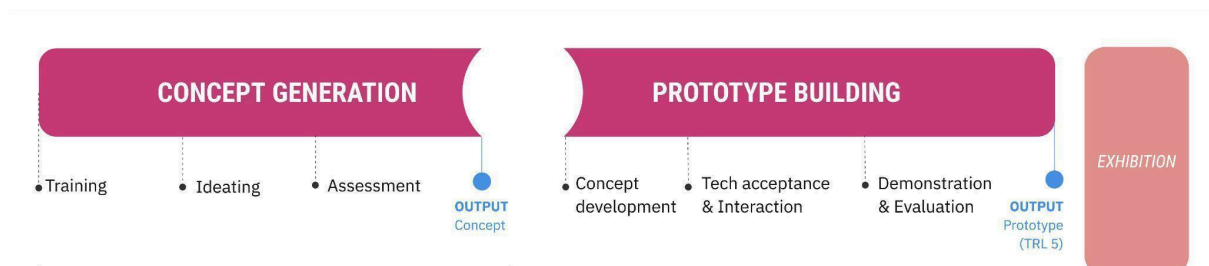 CONCEPT GENERATION
PROTOTYPE BUILDING
EXHIBITION
Training
Ideating
Assessment
OUTPUT
Concept
Concept
development
Tech acceptance
& Interaction
Demonstration
& Evaluation
OUTPUT
Prototype
(TRL 5)